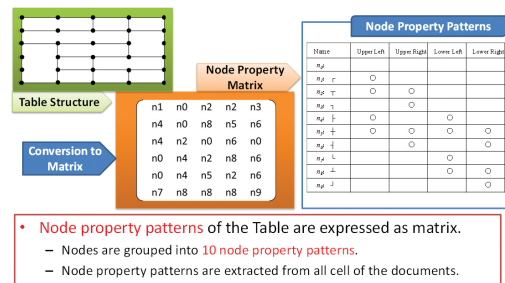 Node Property Patterns
Name Upper Left Upper Right Lower Left Lower Right
Node Property
Matrix
Table Structure
Conversion to
Matrix
n1 n0 n2 n2 n3
n4 n0 n8 n5 n6
n4 n2 n0 n6 n0
n0 n4 n2 n8 n6
n0 n4 n5 n2 n6
n7 n8 n8 n8 n9
• Node property patterns of the Table are expressed as matrix.
– Nodes are grouped into 10 node property patterns.
– Node property patterns are extracted from all cell of the documents.